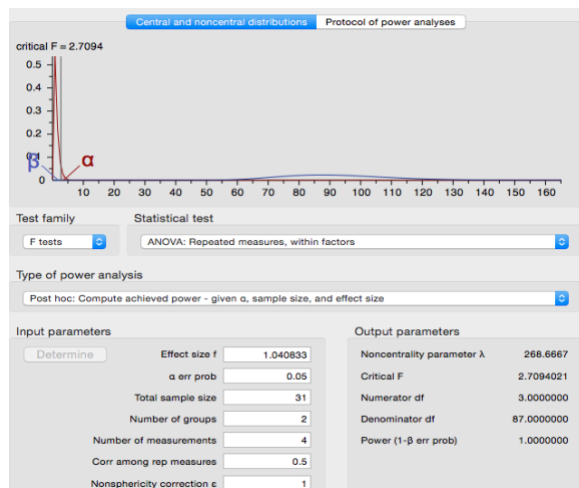 Central and noncentral distributions Protocol of power analyses
critical F = 2.7094
0.5
0.4
0.3
0.2
0.1
β α
0
10 20 30 40 50 60 70 80 90 100 110 120 130 140 150 160
Test family Statistical test
F tests ANOVA: Repeated measures, within factors
Type of power analysis
Post hoc: Compute achieved power - given α, sample size, and effect size
Input parameters Output parameters
Determine Effect size f 1.040833 Noncentrality parameter λ 268.6667
α err prob 0.05 Critical F 2.7094021
Total sample size 31 Numerator df 3.0000000
Number of groups 2 Denominator df 87.0000000
Number of measurements 4 Power (1-β err prob) 1.0000000
Corr among rep measures 0.5
Nonsphericity correction ε 1